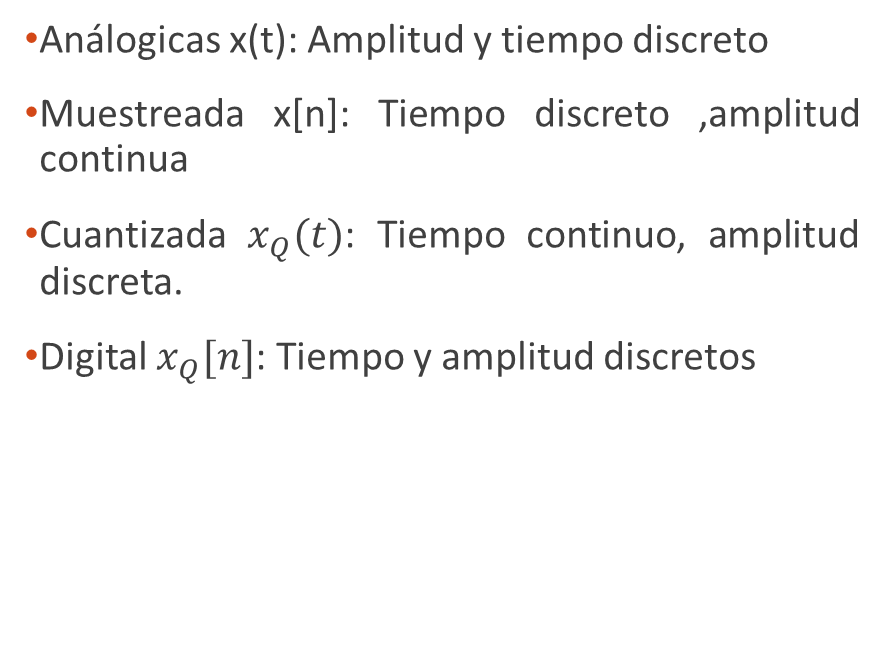 •Análogicas x(t): Amplitud y tiempo discreto
•Muestreada x[n]: Tiempo discreto ,amplitud
continua
•Cuantizada $x_Q(t)$: Tiempo continuo, amplitud
discreta.
•Digital $x_Q[n]$: Tiempo y amplitud discretos